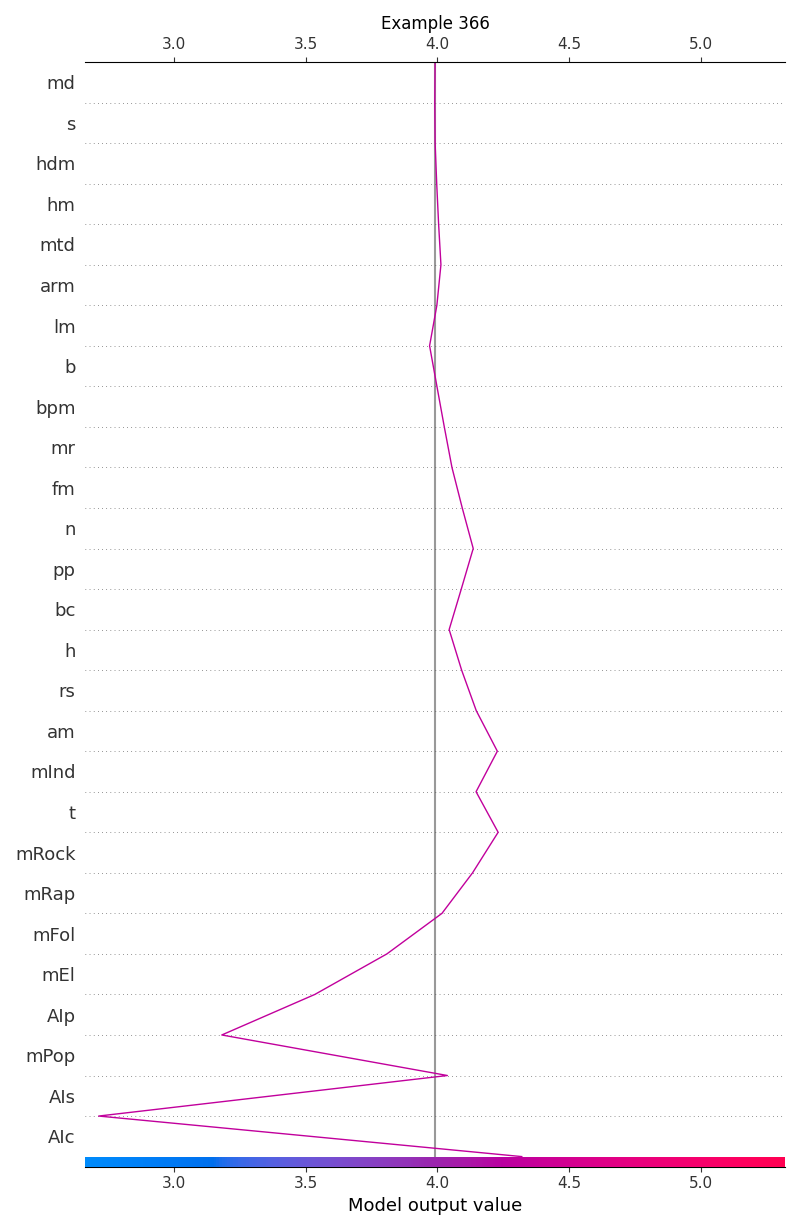 Example 366
3.0 3.5 4.0 4.5 5.0
md
s
hdm
hm
mtd
arm
lm
b
bpm
mr
fm
n
pp
bc
h
rs
am
mInd
t
mRock
mRap
mFol
mEl
AIp
mPop
AIs
AIc
3.0 3.5 4.0 4.5 5.0
Model output value